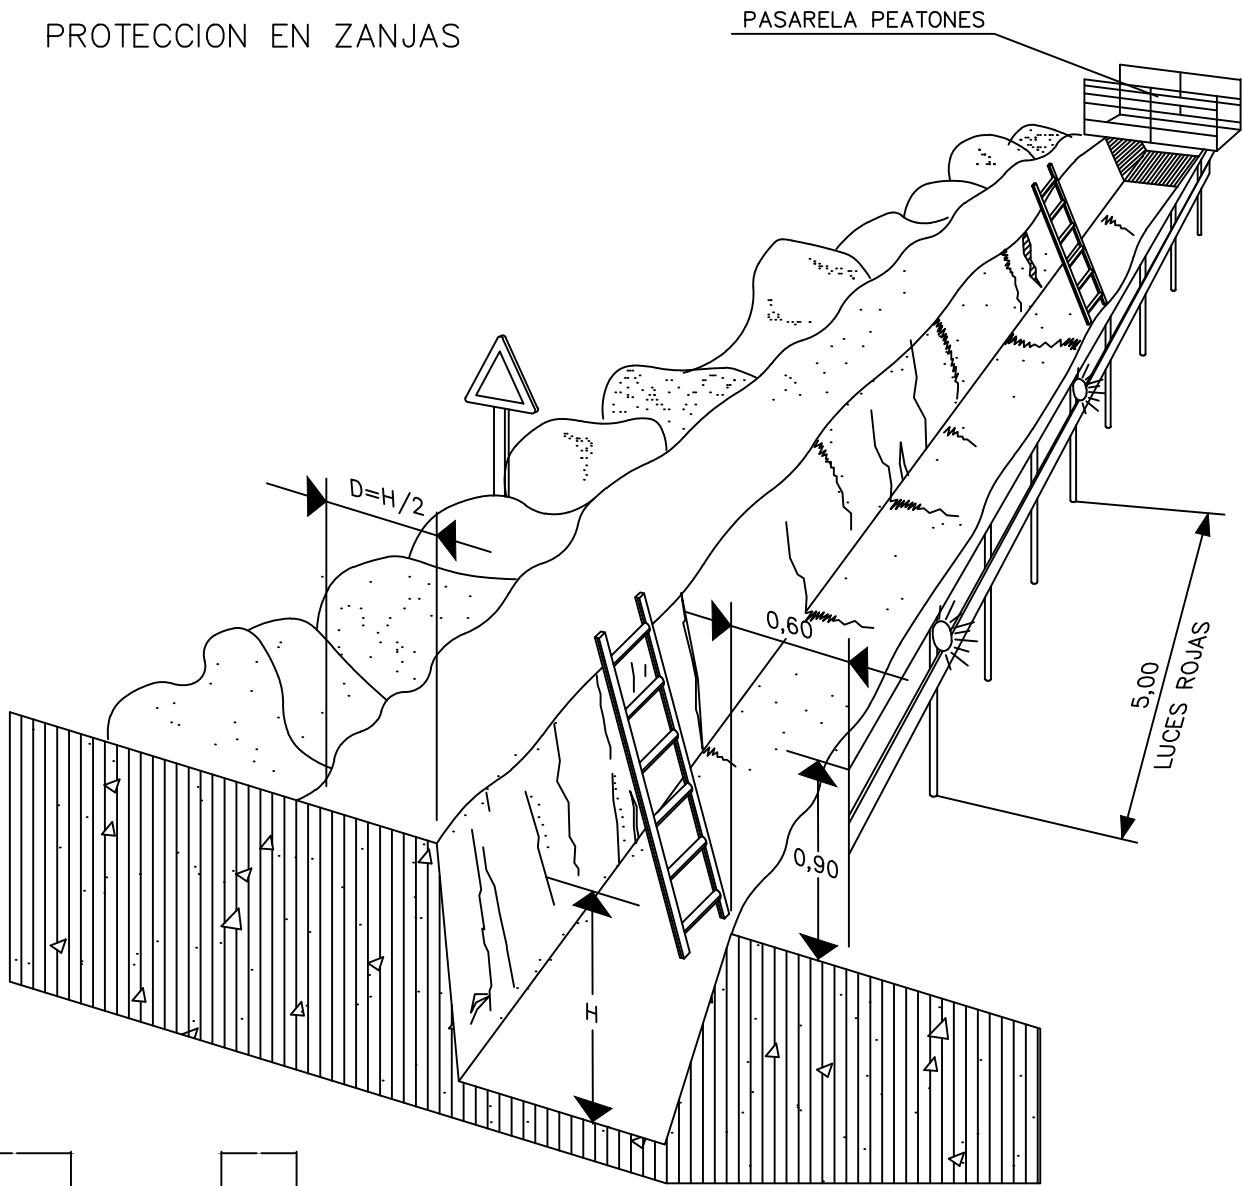 PROTECCION EN ZANJAS
PASARELA PEATONES
D=H/2
0,60
5,00
LUCES ROJAS
0,90
H